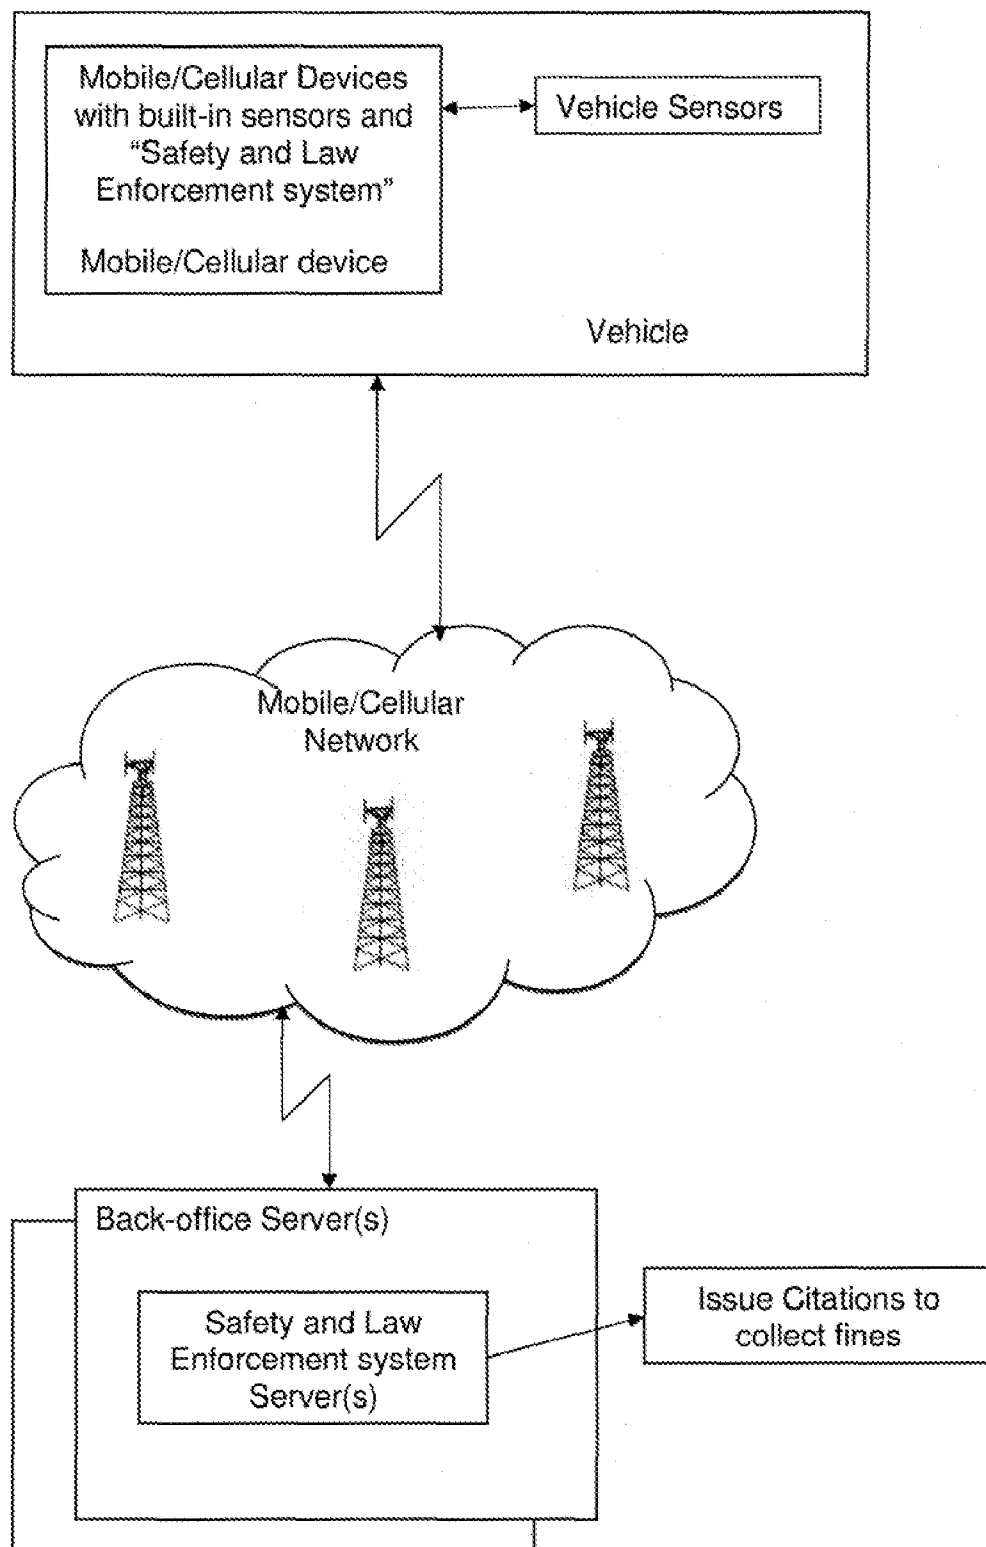 Mobile/Cellular Devices
with built-in sensors and
“Safety and Law
Enforcement system”
Mobile/Cellular device
Vehicle Sensors
Vehicle
Mobile/Cellular
Network
Back-office Server(s)
Safety and Law
Enforcement system
Server(s)
Issue Citations to
collect fines